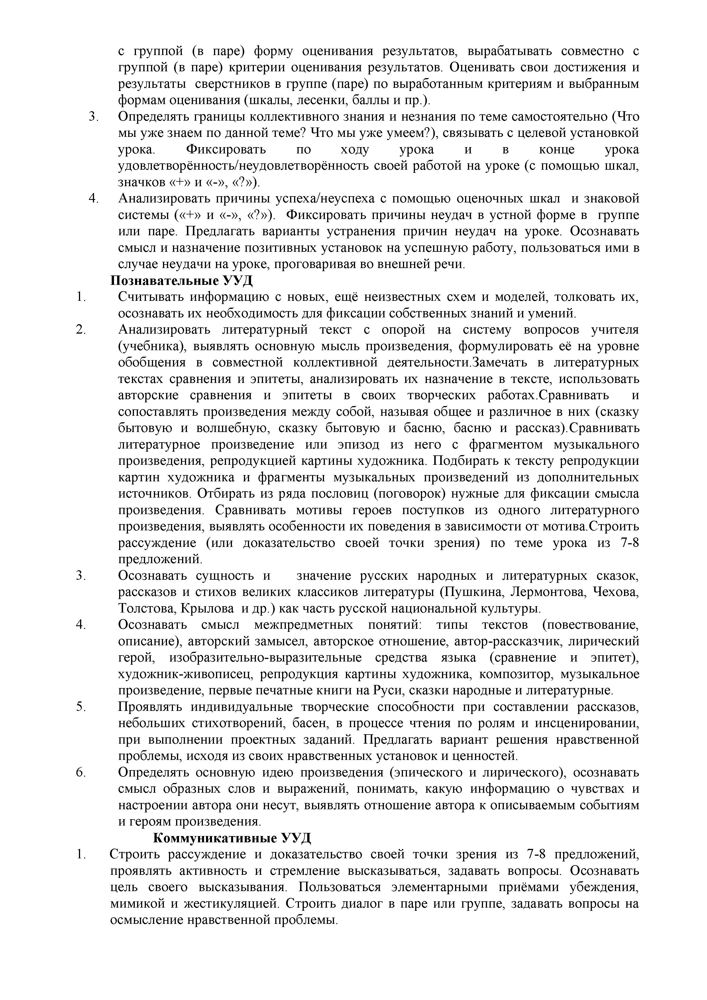 с группой (в паре) форму оценивания результатов, вырабатывать совместно с
группой (в паре) критерии оценивания результатов. Оценивать свои достижения и
результаты сверстников в группе (паре) по выработанным критериям и выбранным
формам оценивания (шкалы, лесенки, баллы и пр.).
3. Определять границы коллективного знания и незнания по теме самостоятельно (Что
мы уже знаем по данной теме? Что мы уже умеем?), связывать с целевой установкой
урока. Фиксировать по ходу урока и в конце урока
удовлетворённость/неудовлетворённость своей работой на уроке (с помощью шкал,
значков «+» и «-», «?»).
4. Анализировать причины успеха/неуспеха с помощью оценочных шкал и знаковой
системы («+» и «-», «?»). Фиксировать причины неудач в устной форме в группе
или паре. Предлагать варианты устранения причин неудач на уроке. Осознавать
смысл и назначение позитивных установок на успешную работу, пользоваться ими в
случае неудачи на уроке, проговаривая во внешней речи.
Познавательные УУД
1. Считывать информацию с новых, ещё неизвестных схем и моделей, толковать их,
осознавать их необходимость для фиксации собственных знаний и умений.
2. Анализировать литературный текст с опорой на систему вопросов учителя
(учебника), выявлять основную мысль произведения, формулировать её на уровне
обобщения в совместной коллективной деятельности.Замечать в литературных
текстах сравнения и эпитеты, анализировать их назначение в тексте, использовать
авторские сравнения и эпитеты в своих творческих работах.Сравнивать и
сопоставлять произведения между собой, называя общее и различное в них (сказку
бытовую и волшебную, сказку бытовую и басню, басню и рассказ).Сравнивать
литературное произведение или эпизод из него с фрагментом музыкального
произведения, репродукцией картины художника. Подбирать к тексту репродукции
картин художника и фрагменты музыкальных произведений из дополнительных
источников. Отбирать из ряда пословиц (поговорок) нужные для фиксации смысла
произведения. Сравнивать мотивы героев поступков из одного литературного
произведения, выявлять особенности их поведения в зависимости от мотива.Строить
рассуждение (или доказательство своей точки зрения) по теме урока из 7-8
предложений.
3. Осознавать сущность и значение русских народных и литературных сказок,
рассказов и стихов великих классиков литературы (Пушкина, Лермонтова, Чехова,
Толстова, Крылова и др.) как часть русской национальной культуры.
4. Осознавать смысл межпредметных понятий: типы текстов (повествование,
описание), авторский замысел, авторское отношение, автор-рассказчик, лирический
герой, изобразительно-выразительные средства языка (сравнение и эпитет),
художник-живописец, репродукция картины художника, композитор, музыкальное
произведение, первые печатные книги на Руси, сказки народные и литературные.
5. Проявлять индивидуальные творческие способности при составлении рассказов,
небольших стихотворений, басен, в процессе чтения по ролям и инсценировании,
при выполнении проектных заданий. Предлагать вариант решения нравственной
проблемы, исходя из своих нравственных установок и ценностей.
6. Определять основную идею произведения (эпического и лирического), осознавать
смысл образных слов и выражений, понимать, какую информацию о чувствах и
настроении автора они несут, выявлять отношение автора к описываемым событиям
и героям произведения.
Коммуникативные УУД
1. Строить рассуждение и доказательство своей точки зрения из 7-8 предложений,
проявлять активность и стремление высказываться, задавать вопросы. Осознавать
цель своего высказывания. Пользоваться элементарными приёмами убеждения,
мимикой и жестикуляцией. Строить диалог в паре или группе, задавать вопросы на
осмысление нравственной проблемы.